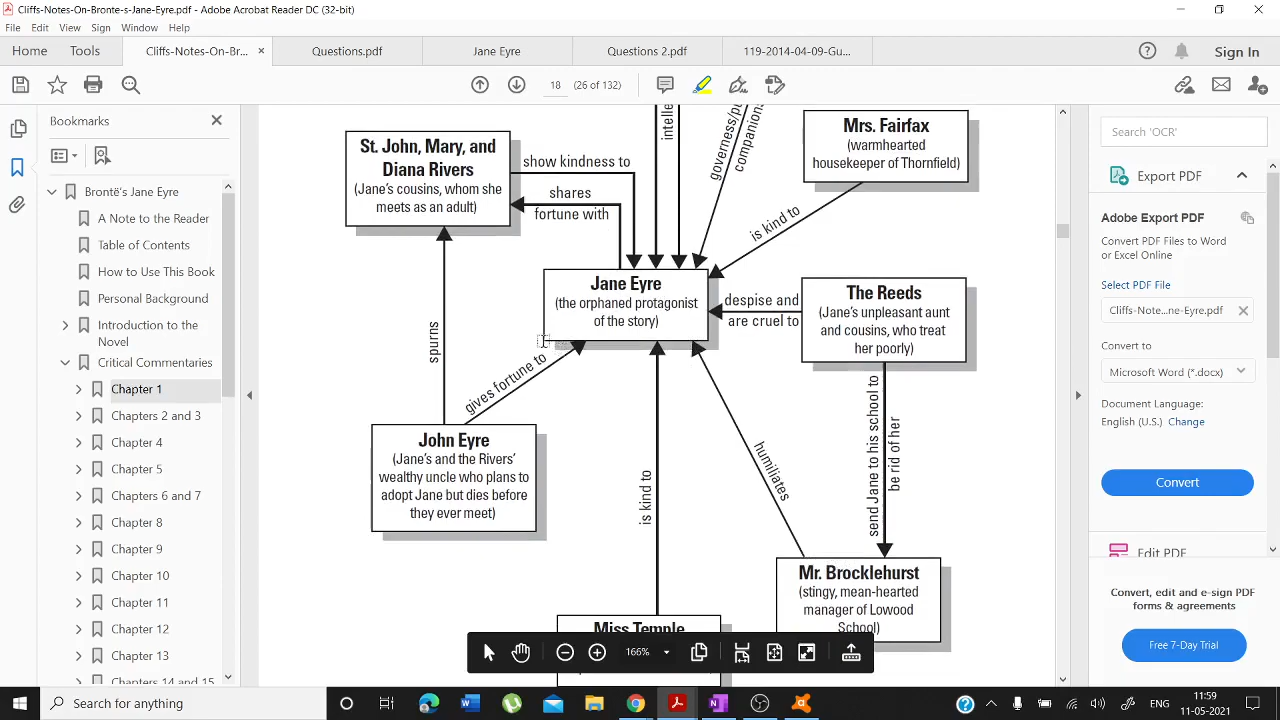 Cliffs-Notes-On-Bronte-s-Jane-Eyre.pdf - Adobe Acrobat Reader DC (32-bit)
File Edit View Sign Window Help
Home Tools Cliffs-Notes-On-Br... × Questions.pdf Jane Eyre Questions 2.pdf 119-2014-04-09-Gu... Sign In
18 (26 of 132)
Bookmarks
Brontë's Jane Eyre
A Note to the Reader
Table of Contents
How to Use This Book
Personal Background
Introduction to the
Novel
Critical Commentaries
Chapter 1
Chapters 2 and 3
Chapter 4
Chapter 5
Chapters 6 and 7
Chapter 8
Chapter 9
Chapter 10
Chapter 11
Chapter 12
Chapter 13
Chapters 14 and 15
St. John, Mary, and
Diana Rivers
(Jane's cousins, whom she
meets as an adult)
show kindness to
shares
fortune with
intelle
governess/pu
companion
Mrs. Fairfax
(warmhearted
housekeeper of Thornfield)
is kind to
Jane Eyre
(the orphaned protagonist
of the story)
despise and
are cruel to
The Reeds
(Jane's unpleasant aunt
and cousins, who treat
her poorly)
spurns
gives fortune to
John Eyre
(Jane's and the Rivers'
wealthy uncle who plans to
adopt Jane but dies before
they ever meet)
is kind to
humiliates
send Jane to his school to
be rid of her
Mr. Brocklehurst
(stingy, mean-hearted
manager of Lowood
School)
Miss Temple
166%
Search 'OCR'
Export PDF
Adobe Export PDF
Convert PDF Files to Word
or Excel Online
Select PDF File
Cliffs-Note...ne-Eyre.pdf
Convert to
Microsoft Word (*.docx)
Document Language:
English (U.S.) Change
Convert
Edit PDF
Convert, edit and e-sign PDF
forms & agreements
Free 7-Day Trial
Search for anything
ENG
11:59
11-05-2021